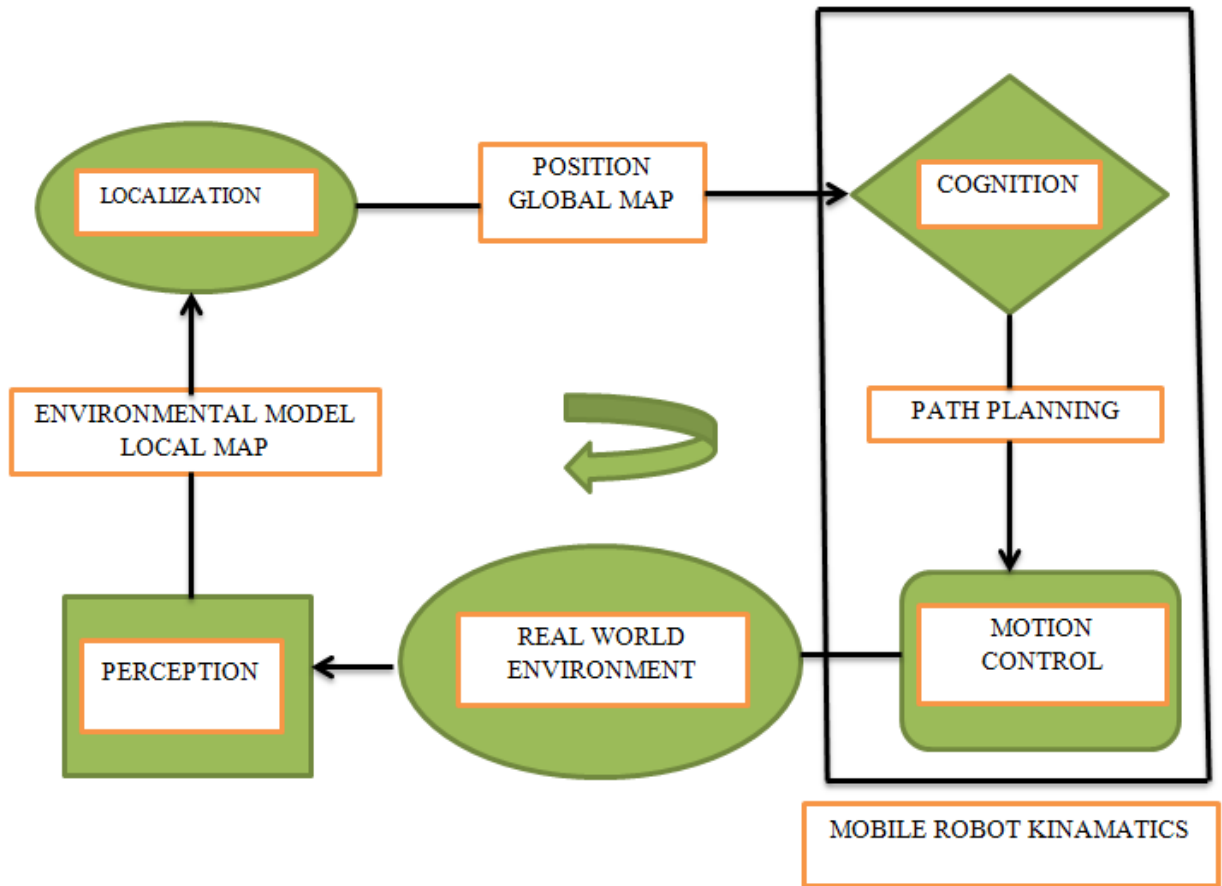 LOCALIZATION
POSITION
GLOBAL MAP
COGNITION
ENVIRONMENTAL MODEL
LOCAL MAP
PATH PLANNING
PERCEPTION
REAL WORLD
ENVIRONMENT
MOTION
CONTROL
MOBILE ROBOT KINAMATICS